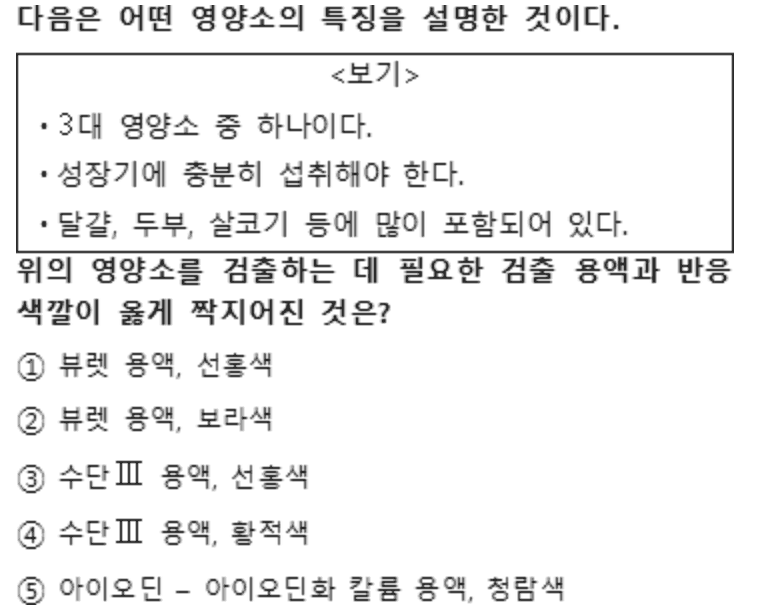 다음은 어떤 영양소의 특징을 설명한 것이다.
<보기>
・3대 영양소 중 하나이다.
・성장기에 충분히 섭취해야 한다.
・달걀, 두부, 살코기 등에 많이 포함되어 있다.
위의 영양소를 검출하는 데 필요한 검출 용액과 반응
색깔이 옳게 짝지어진 것은?
① 뷰렛 용액, 선홍색
② 뷰렛 용액, 보라색
③ 수단Ⅲ 용액, 선홍색
④ 수단Ⅲ 용액, 황적색
⑤ 아이오딘 – 아이오딘화 칼륨 용액, 청람색